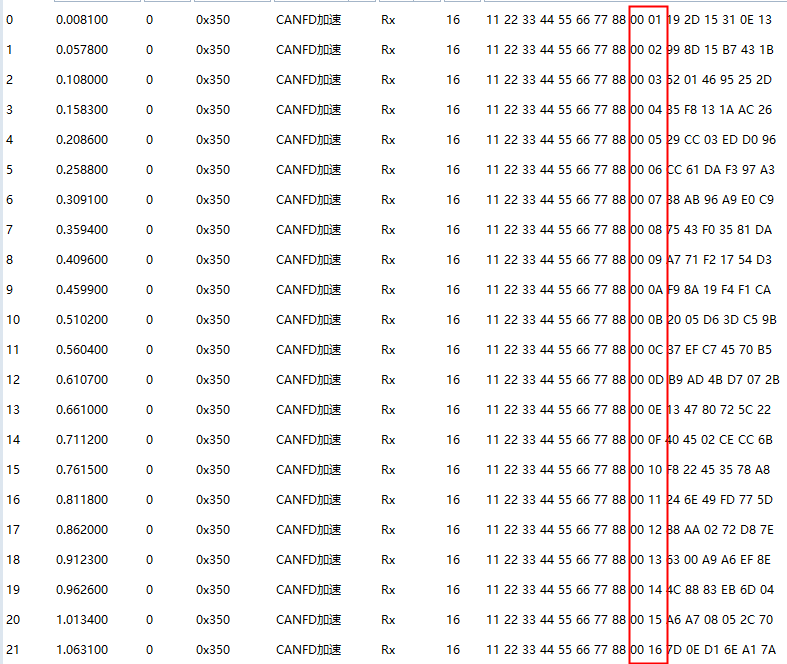 0 0.008100 0 0x350 CANFD加速 Rx 16 11 22 33 44 55 66 77 88 00 01 19 2D 15 31 0E 13
1 0.057800 0 0x350 CANFD加速 Rx 16 11 22 33 44 55 66 77 88 00 02 99 8D 15 B7 43 1B
2 0.108000 0 0x350 CANFD加速 Rx 16 11 22 33 44 55 66 77 88 00 03 52 01 46 95 25 2D
3 0.158300 0 0x350 CANFD加速 Rx 16 11 22 33 44 55 66 77 88 00 04 35 F8 13 1A AC 26
4 0.208600 0 0x350 CANFD加速 Rx 16 11 22 33 44 55 66 77 88 00 05 29 CC 03 ED D0 96
5 0.258800 0 0x350 CANFD加速 Rx 16 11 22 33 44 55 66 77 88 00 06 CC 61 DA F3 97 A3
6 0.309100 0 0x350 CANFD加速 Rx 16 11 22 33 44 55 66 77 88 00 07 38 AB 96 A9 E0 C9
7 0.359400 0 0x350 CANFD加速 Rx 16 11 22 33 44 55 66 77 88 00 08 75 43 F0 35 81 DA
8 0.409600 0 0x350 CANFD加速 Rx 16 11 22 33 44 55 66 77 88 00 09 A7 71 F2 17 54 D3
9 0.459900 0 0x350 CANFD加速 Rx 16 11 22 33 44 55 66 77 88 00 0A F9 8A 19 F4 F1 CA
10 0.510200 0 0x350 CANFD加速 Rx 16 11 22 33 44 55 66 77 88 00 0B 20 05 D6 3D C5 9B
11 0.560400 0 0x350 CANFD加速 Rx 16 11 22 33 44 55 66 77 88 00 0C 37 EF C7 45 70 B5
12 0.610700 0 0x350 CANFD加速 Rx 16 11 22 33 44 55 66 77 88 00 0D B9 AD 4B D7 07 2B
13 0.661000 0 0x350 CANFD加速 Rx 16 11 22 33 44 55 66 77 88 00 0E 13 47 80 72 5C 22
14 0.711200 0 0x350 CANFD加速 Rx 16 11 22 33 44 55 66 77 88 00 0F 40 45 02 CE CC 6B
15 0.761500 0 0x350 CANFD加速 Rx 16 11 22 33 44 55 66 77 88 00 10 F8 22 45 35 78 A8
16 0.811800 0 0x350 CANFD加速 Rx 16 11 22 33 44 55 66 77 88 00 11 24 6E 49 FD 77 5D
17 0.862000 0 0x350 CANFD加速 Rx 16 11 22 33 44 55 66 77 88 00 12 88 AA 02 72 D8 7E
18 0.912300 0 0x350 CANFD加速 Rx 16 11 22 33 44 55 66 77 88 00 13 63 00 A9 A6 EF 8E
19 0.962600 0 0x350 CANFD加速 Rx 16 11 22 33 44 55 66 77 88 00 14 4C 88 83 EB 6D 04
20 1.013400 0 0x350 CANFD加速 Rx 16 11 22 33 44 55 66 77 88 00 15 A6 A7 08 05 2C 70
21 1.063100 0 0x350 CANFD加速 Rx 16 11 22 33 44 55 66 77 88 00 16 7D 0E D1 6E A1 7A